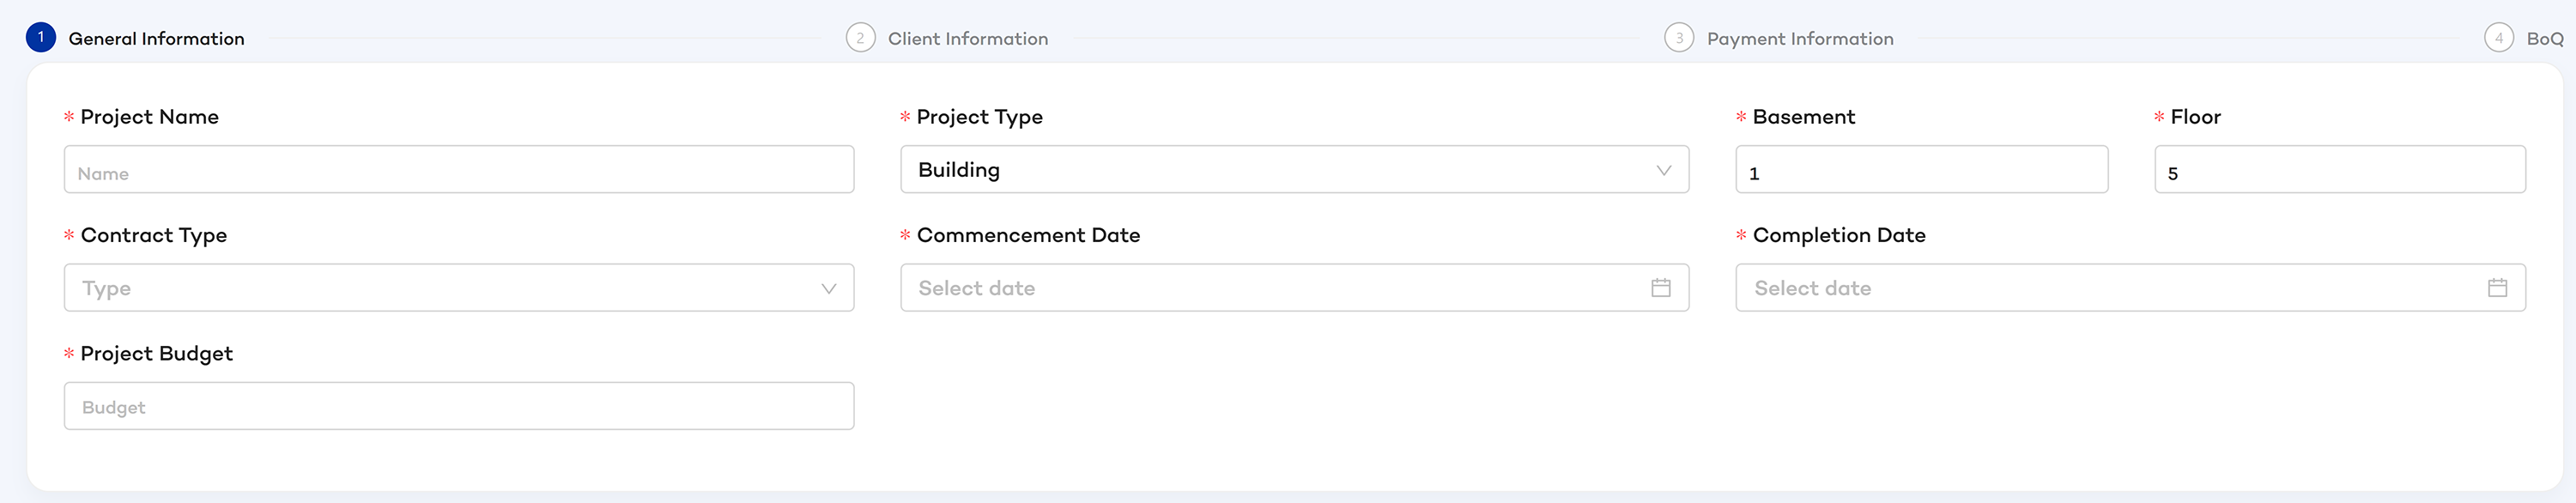 1 General Information 2 Client Information 3 Payment Information 4 BoQ
* Project Name * Project Type * Basement * Floor
Name Building 1 5
* Contract Type * Commencement Date * Completion Date
Type Select date Select date
* Project Budget
Budget